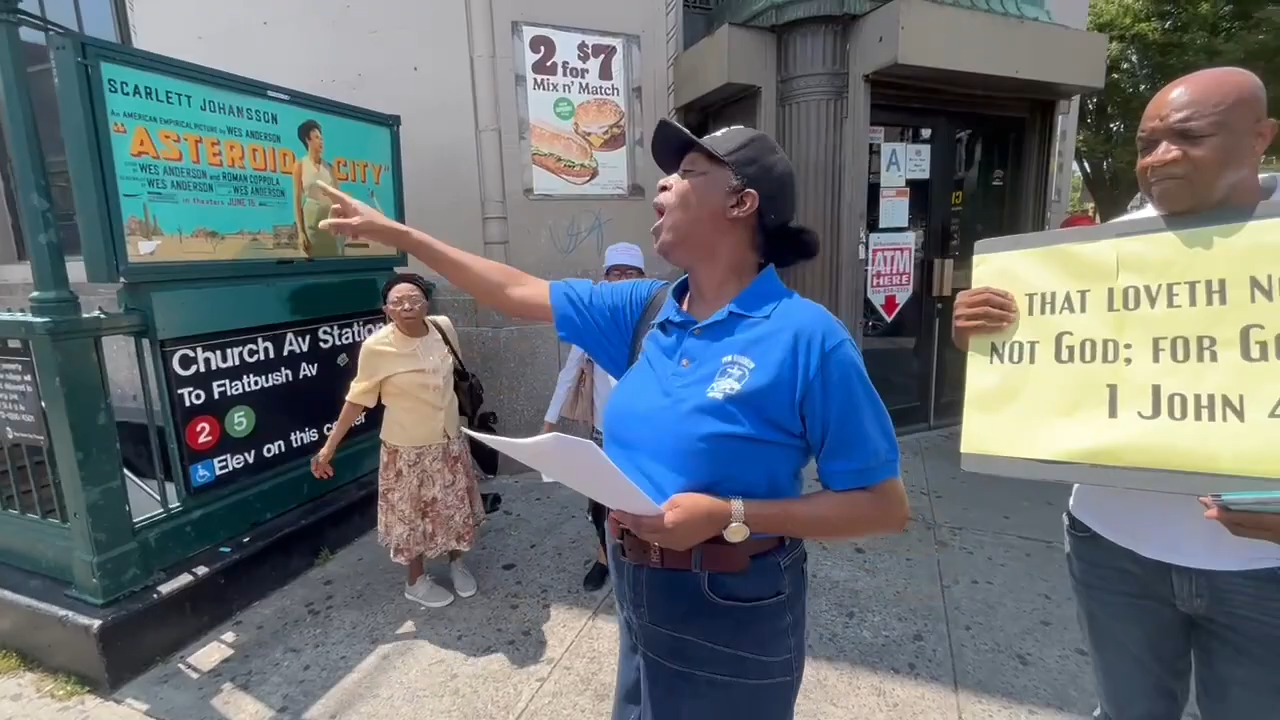 SCARLETT JOHANSSON
AN AMERICAN EMPIRICAL PICTURE BY WES ANDERSON
"ASTEROID CITY"
WES ANDERSON AND ROMAN COPPOLA
WES ANDERSON
WES ANDERSON
in theaters JUNE 16
Church Av Station
To Flatbush Av
2 5
Elev on this co
2 for $7
Mix n' Match
A
ATM
HERE
THAT LOVETH N
NOT GOD; FOR GO
1 JOHN 4